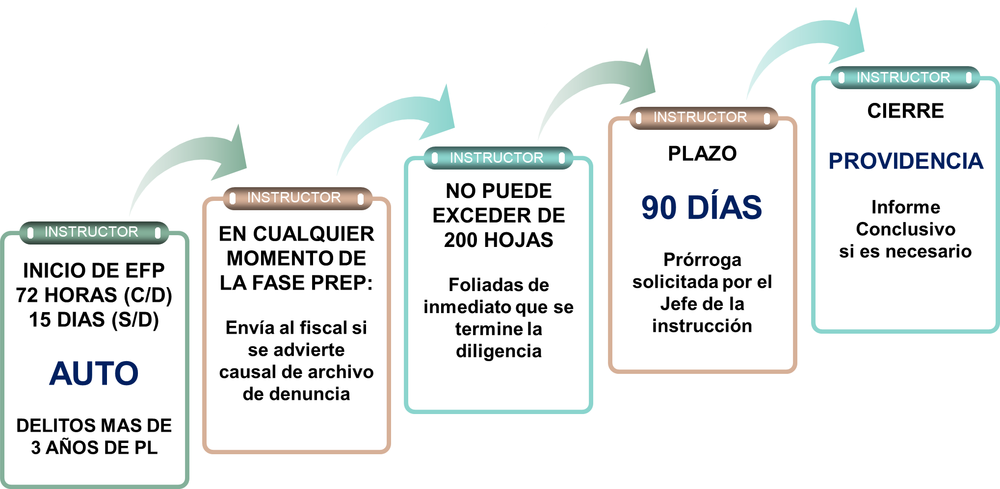 INSTRUCTOR
INICIO DE EFP
72 HORAS (C/D)
15 DIAS (S/D)
AUTO
DELITOS MAS DE
3 AÑOS DE PL
INSTRUCTOR
EN CUALQUIER
MOMENTO DE
LA FASE PREP:
Envía al fiscal si
se advierte
causal de archivo
de denuncia
INSTRUCTOR
NO PUEDE
EXCEDER DE
200 HOJAS
Foliadas de
inmediato que se
termine la
diligencia
INSTRUCTOR
PLAZO
90 DÍAS
Prórroga
solicitada por el
Jefe de la
instrucción
INSTRUCTOR
CIERRE
PROVIDENCIA
Informe
Conclusivo
si es necesario